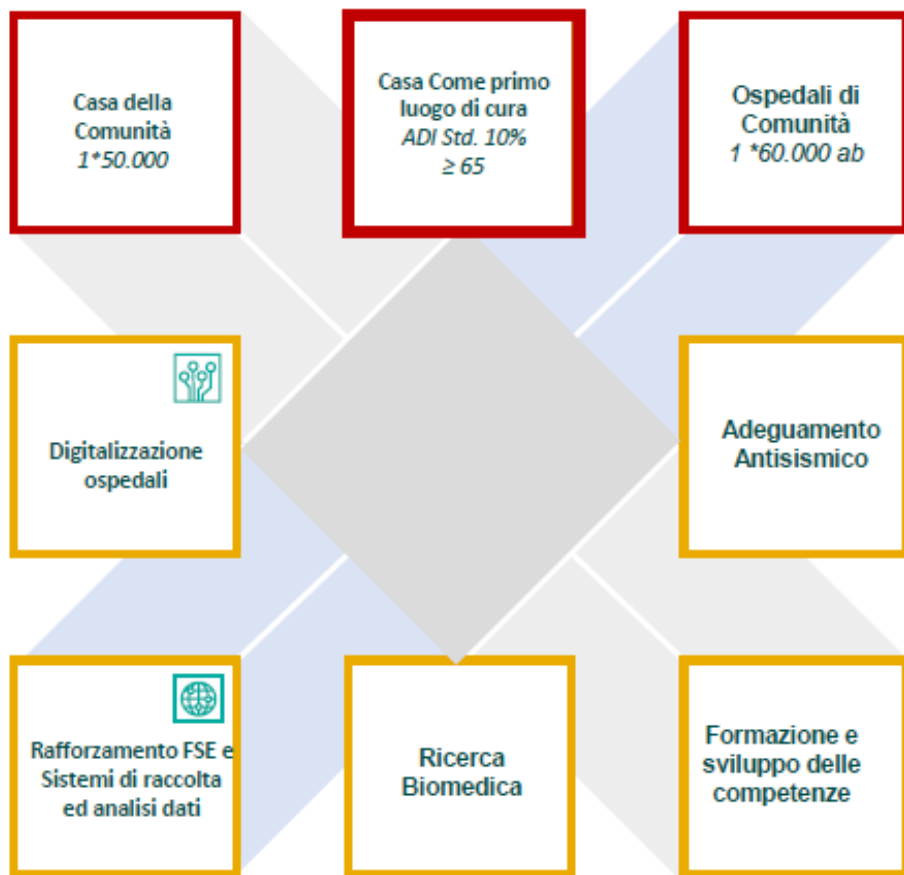 Casa della
Comunità
1*50.000
Casa Come primo
luogo di cura
ADI Std. 10%
≥ 65
Ospedali di
Comunità
1 *60.000 ab
Digitalizzazione
ospedali
Adeguamento
Antisismico
Rafforzamento FSE e
Sistemi di raccolta
ed analisi dati
Ricerca
Biomedica
Formazione e
sviluppo delle
competenze